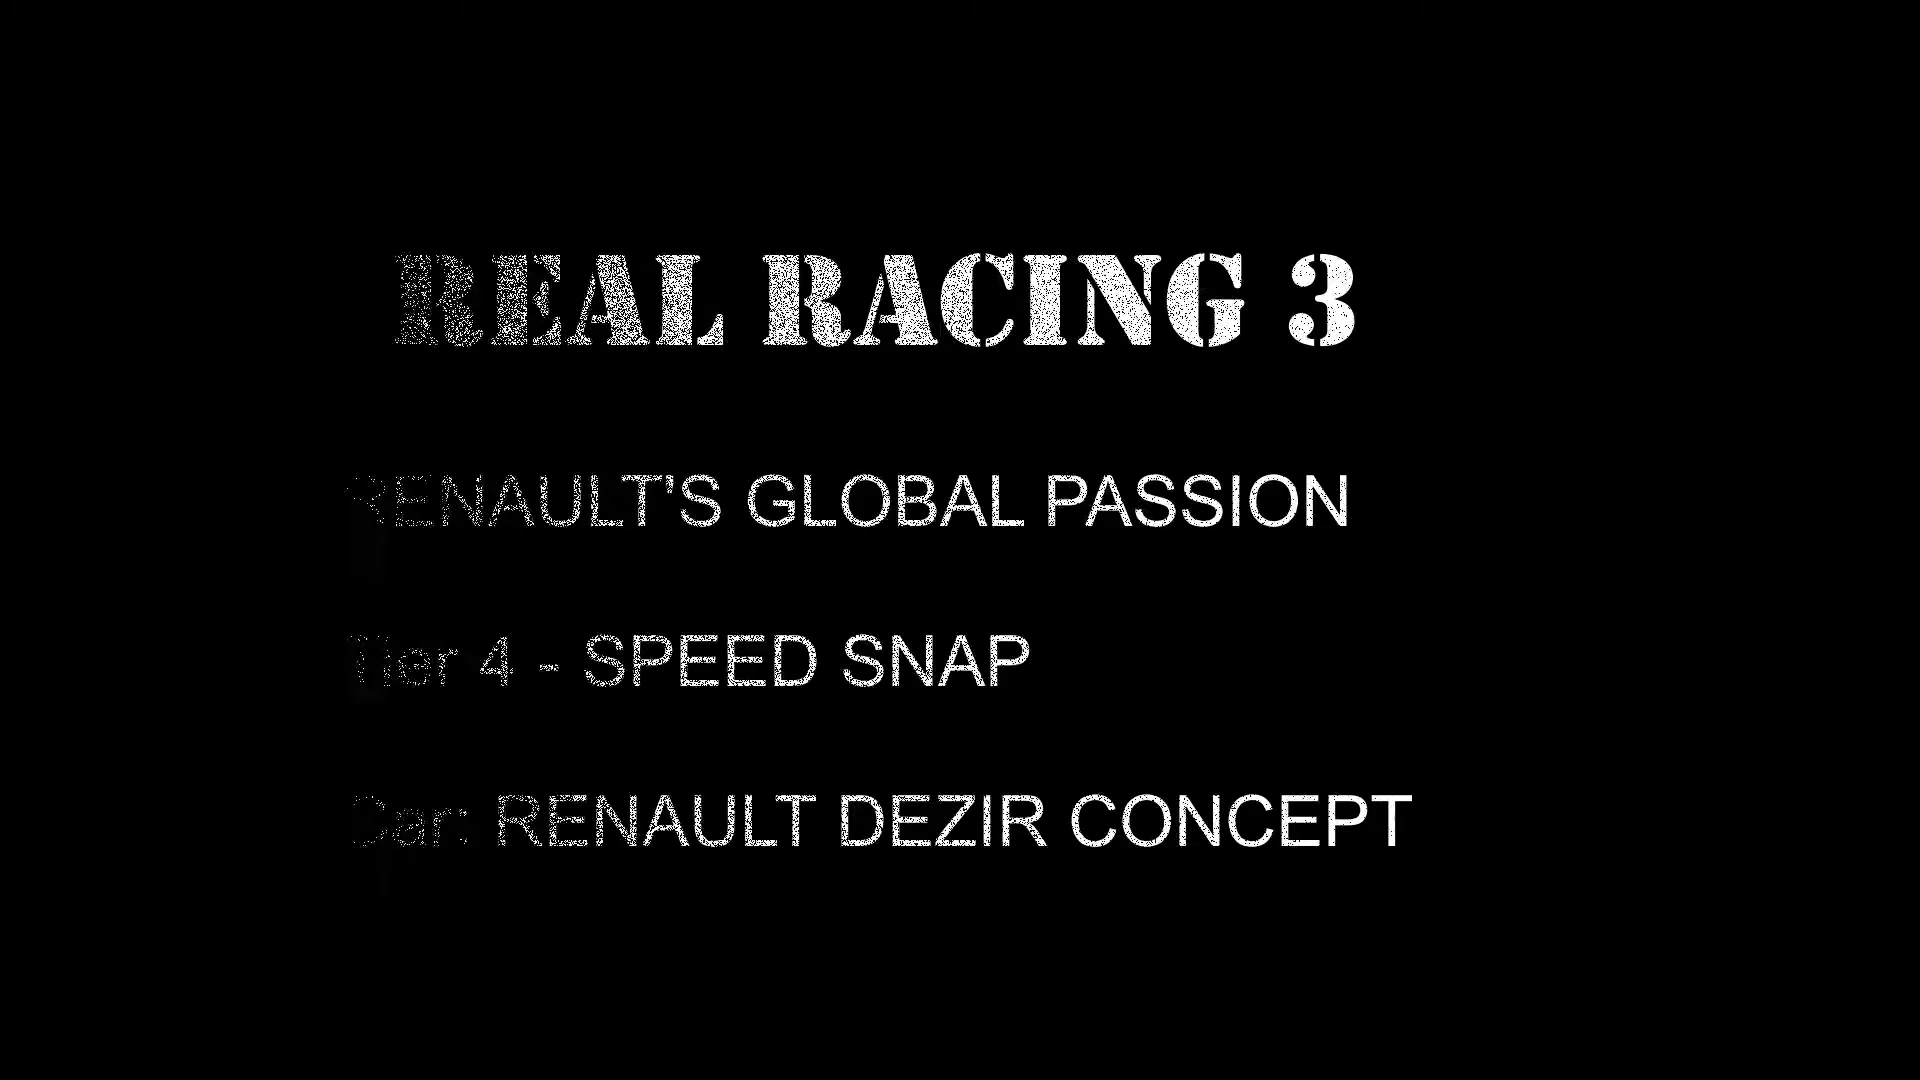 REAL RACING 3
RENAULT'S GLOBAL PASSION
Tier 4 - SPEED SNAP
Car: RENAULT DEZIR CONCEPT